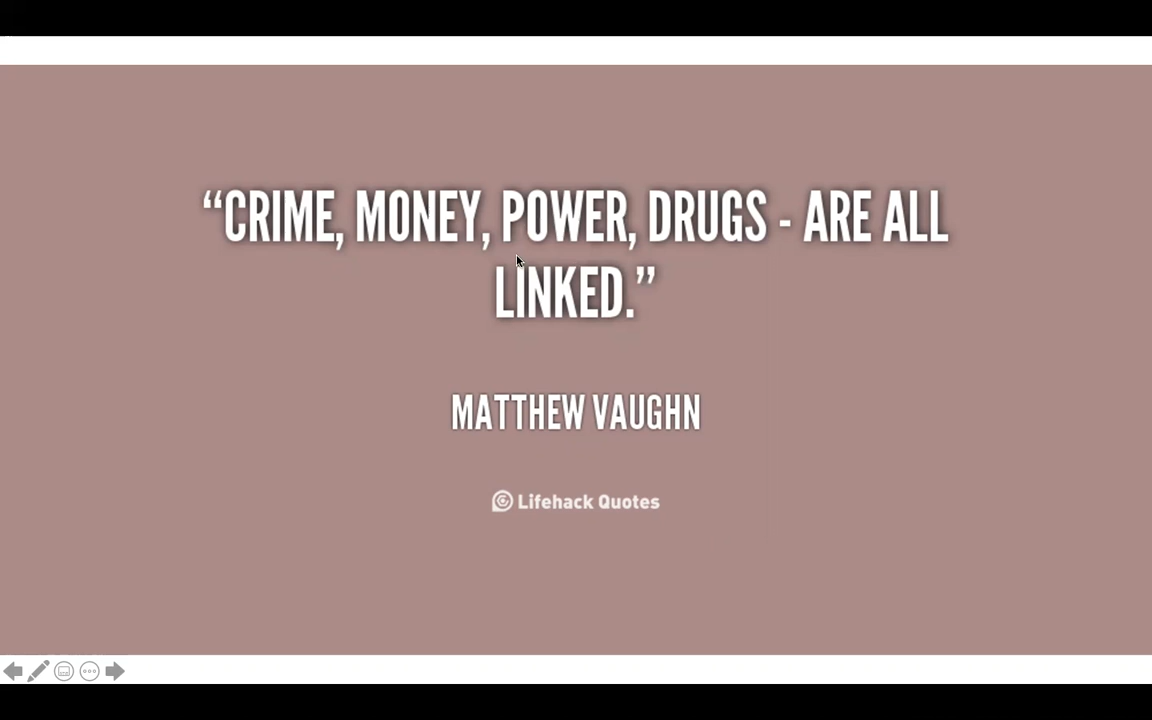 “CRIME, MONEY, POWER, DRUGS - ARE ALL
LINKED.”
MATTHEW VAUGHN
Lifehack Quotes